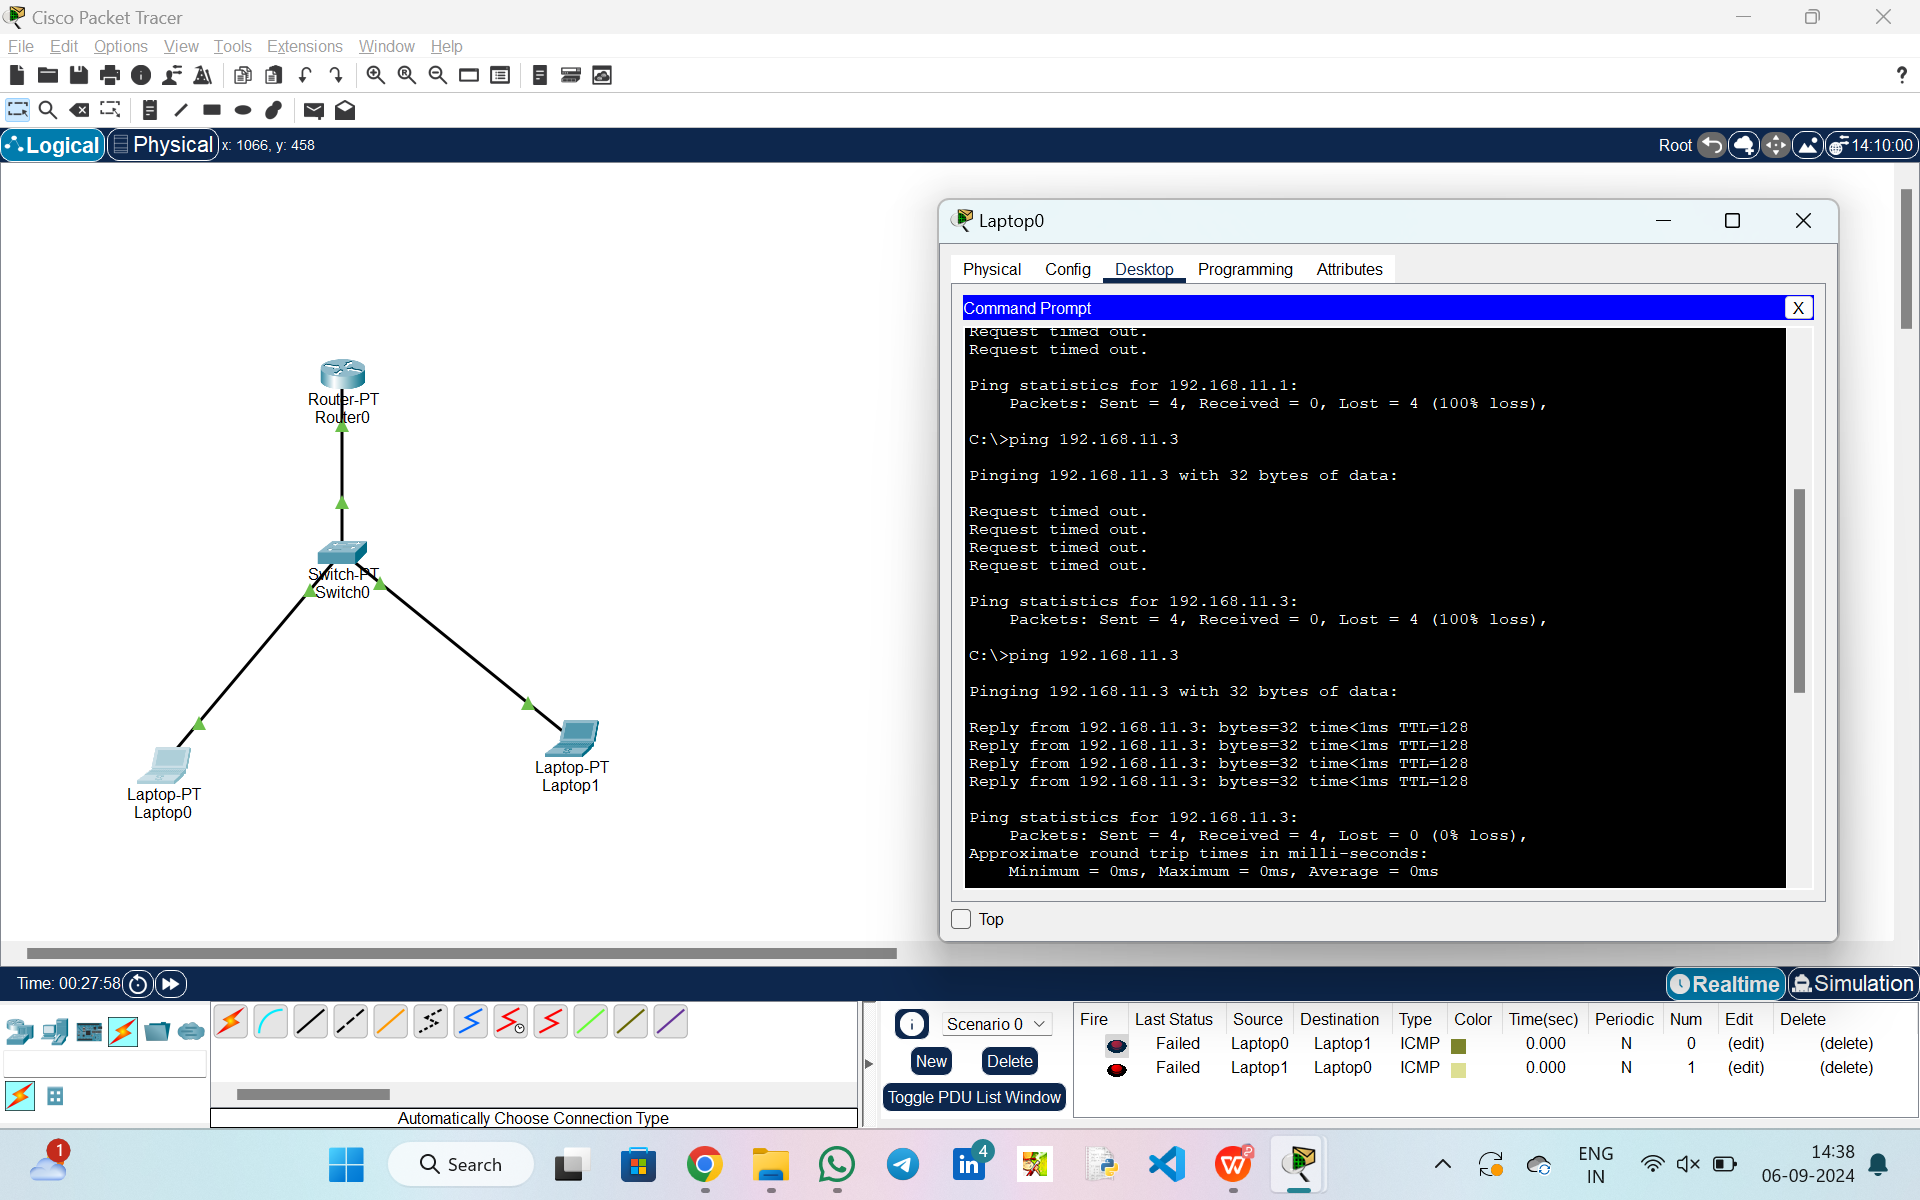 Cisco Packet Tracer
File Edit Options View Tools Extensions Window Help
?
Logical Physical x: 1066, y: 458 Root 14:10:00
Router-PT
Router0
Switch-PT
Switch0
Laptop-PT
Laptop0
Laptop-PT
Laptop1
Laptop0
Physical Config Desktop Programming Attributes
Command Prompt X
Request timed out.
Request timed out.
Ping statistics for 192.168.11.1:
Packets: Sent = 4, Received = 0, Lost = 4 (100% loss),
C:\>ping 192.168.11.3
Pinging 192.168.11.3 with 32 bytes of data:
Request timed out.
Request timed out.
Request timed out.
Request timed out.
Ping statistics for 192.168.11.3:
Packets: Sent = 4, Received = 0, Lost = 4 (100% loss),
C:\>ping 192.168.11.3
Pinging 192.168.11.3 with 32 bytes of data:
Reply from 192.168.11.3: bytes=32 time<1ms TTL=128
Reply from 192.168.11.3: bytes=32 time<1ms TTL=128
Reply from 192.168.11.3: bytes=32 time<1ms TTL=128
Reply from 192.168.11.3: bytes=32 time<1ms TTL=128
Ping statistics for 192.168.11.3:
Packets: Sent = 4, Received = 4, Lost = 0 (0% loss),
Approximate round trip times in milli-seconds:
Minimum = 0ms, Maximum = 0ms, Average = 0ms
Top
Time: 00:27:58 Realtime Simulation
Automatically Choose Connection Type
Scenario 0
New Delete
Toggle PDU List Window
Fire Last Status Source Destination Type Color Time(sec) Periodic Num Edit Delete
Failed Laptop0 Laptop1 ICMP 0.000 N 0 (edit) (delete)
Failed Laptop1 Laptop0 ICMP 0.000 N 1 (edit) (delete)
1
Search
4
ENG
IN
14:38
06-09-2024